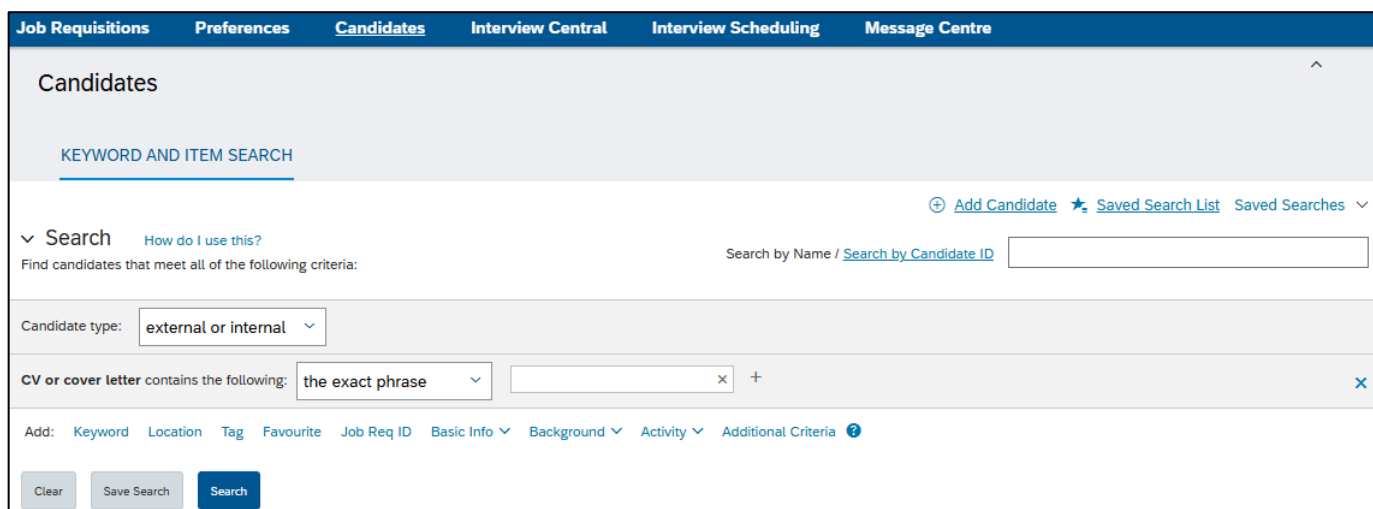 Job Requisitions Preferences Candidates Interview Central Interview Scheduling Message Centre
Candidates
KEYWORD AND ITEM SEARCH
Add Candidate Saved Search List Saved Searches
Search How do I use this?
Search by Name / Search by Candidate ID
Find candidates that meet all of the following criteria:
Candidate type: external or internal
CV or cover letter contains the following: the exact phrase
Add: Keyword Location Tag Favourite Job Req ID Basic Info Background Activity Additional Criteria ?
Clear Save Search Search